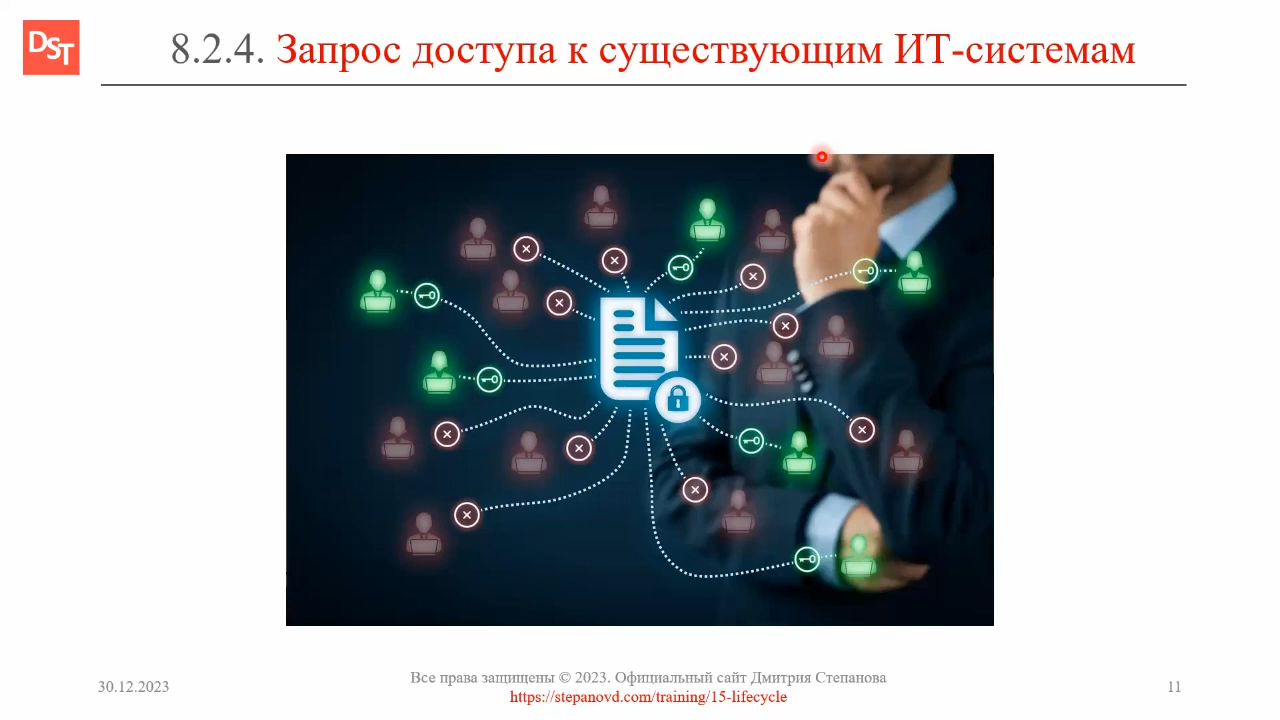 DST
8.2.4. Запрос доступа к существующим ИТ-системам
30.12.2023
Все права защищены © 2023. Официальный сайт Дмитрия Степанова
https://stepanovd.com/training/15-lifecycle
11